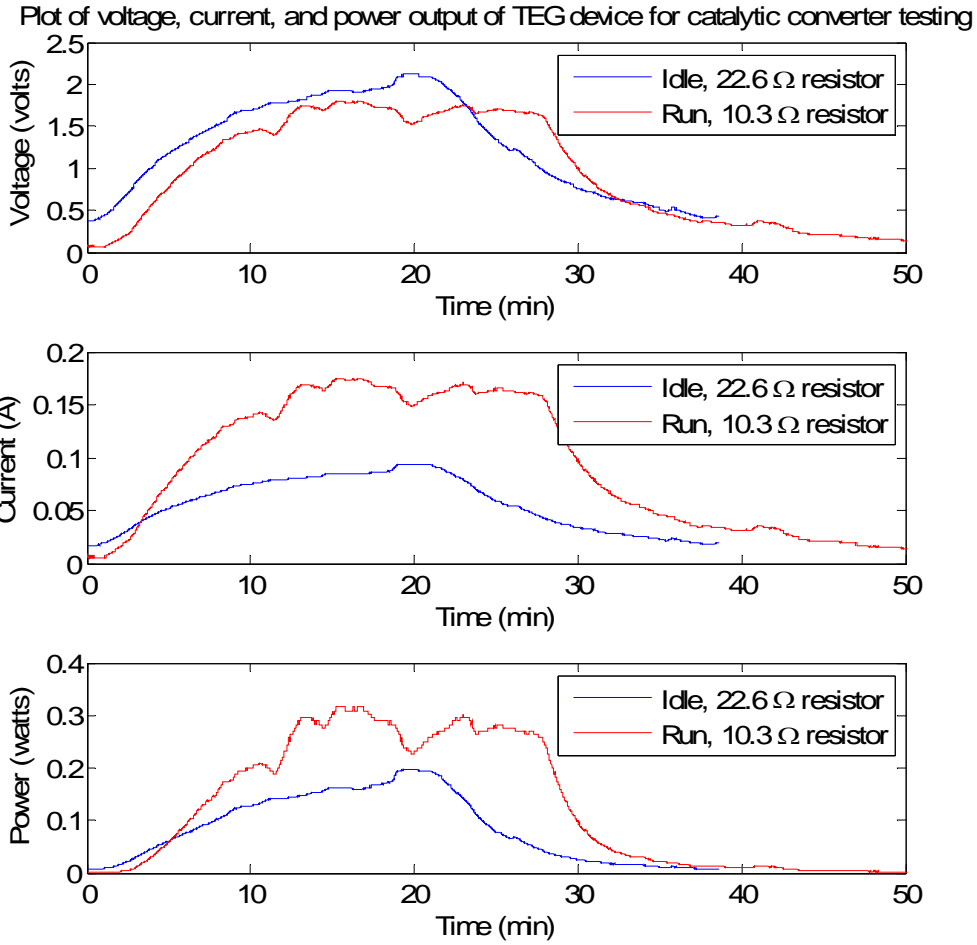 Plot of voltage, current, and power output of TEG device for catalytic converter testing
Voltage (volts)
2.5
2
1.5
1
0.5
0
Idle, 22.6 Ω resistor
Run, 10.3 Ω resistor
0 10 20 30 40 50
Time (min)
Current (A)
0.2
0.15
0.1
0.05
0
Idle, 22.6 Ω resistor
Run, 10.3 Ω resistor
0 10 20 30 40 50
Time (min)
Power (watts)
0.4
0.3
0.2
0.1
0
Idle, 22.6 Ω resistor
Run, 10.3 Ω resistor
0 10 20 30 40 50
Time (min)